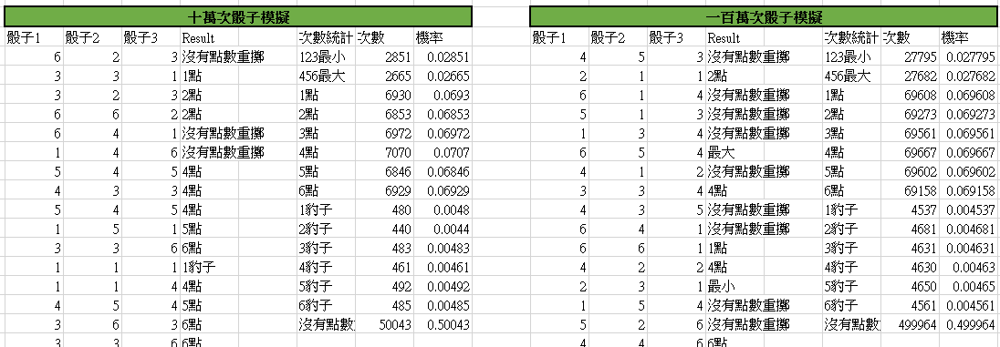 十萬次骰子模擬
骰子1 骰子2 骰子3 Result 次數統計 次數 機率
6 2 3 沒有點數重擲 123最小 2851 0.02851
3 3 1 1點 456最大 2665 0.02665
3 2 3 2點 1點 6930 0.0693
6 6 2 2點 2點 6853 0.06853
6 4 1 沒有點數重擲 3點 6972 0.06972
1 4 6 沒有點數重擲 4點 7070 0.0707
5 4 5 4點 5點 6846 0.06846
4 3 3 4點 6點 6929 0.06929
5 4 5 4點 1豹子 480 0.0048
1 5 1 5點 2豹子 440 0.0044
3 3 6 6點 3豹子 483 0.00483
1 1 1 1豹子 4豹子 461 0.00461
1 1 4 4點 5豹子 492 0.00492
4 5 4 5點 6豹子 485 0.00485
3 6 3 6點 沒有點數 50043 0.50043
3 3 6 6點
一百萬次骰子模擬
骰子1 骰子2 骰子3 Result 次數統計 次數 機率
4 5 3 沒有點數重擲 123最小 27795 0.027795
2 1 1 2點 456最大 27682 0.027682
6 1 4 沒有點數重擲 1點 69608 0.069608
5 1 3 沒有點數重擲 2點 69273 0.069273
1 3 4 沒有點數重擲 3點 69561 0.069561
6 5 4 最大 4點 69667 0.069667
4 1 2 沒有點數重擲 5點 69602 0.069602
3 3 4 4點 6點 69158 0.069158
4 3 5 沒有點數重擲 1豹子 4537 0.004537
6 4 1 沒有點數重擲 2豹子 4681 0.004681
6 6 1 1點 3豹子 4631 0.004631
4 2 2 4點 4豹子 4630 0.00463
2 3 1 最小 5豹子 4650 0.00465
1 5 4 沒有點數重擲 6豹子 4561 0.004561
5 2 6 沒有點數重擲 沒有點數 499964 0.499964
4 4 6 6點